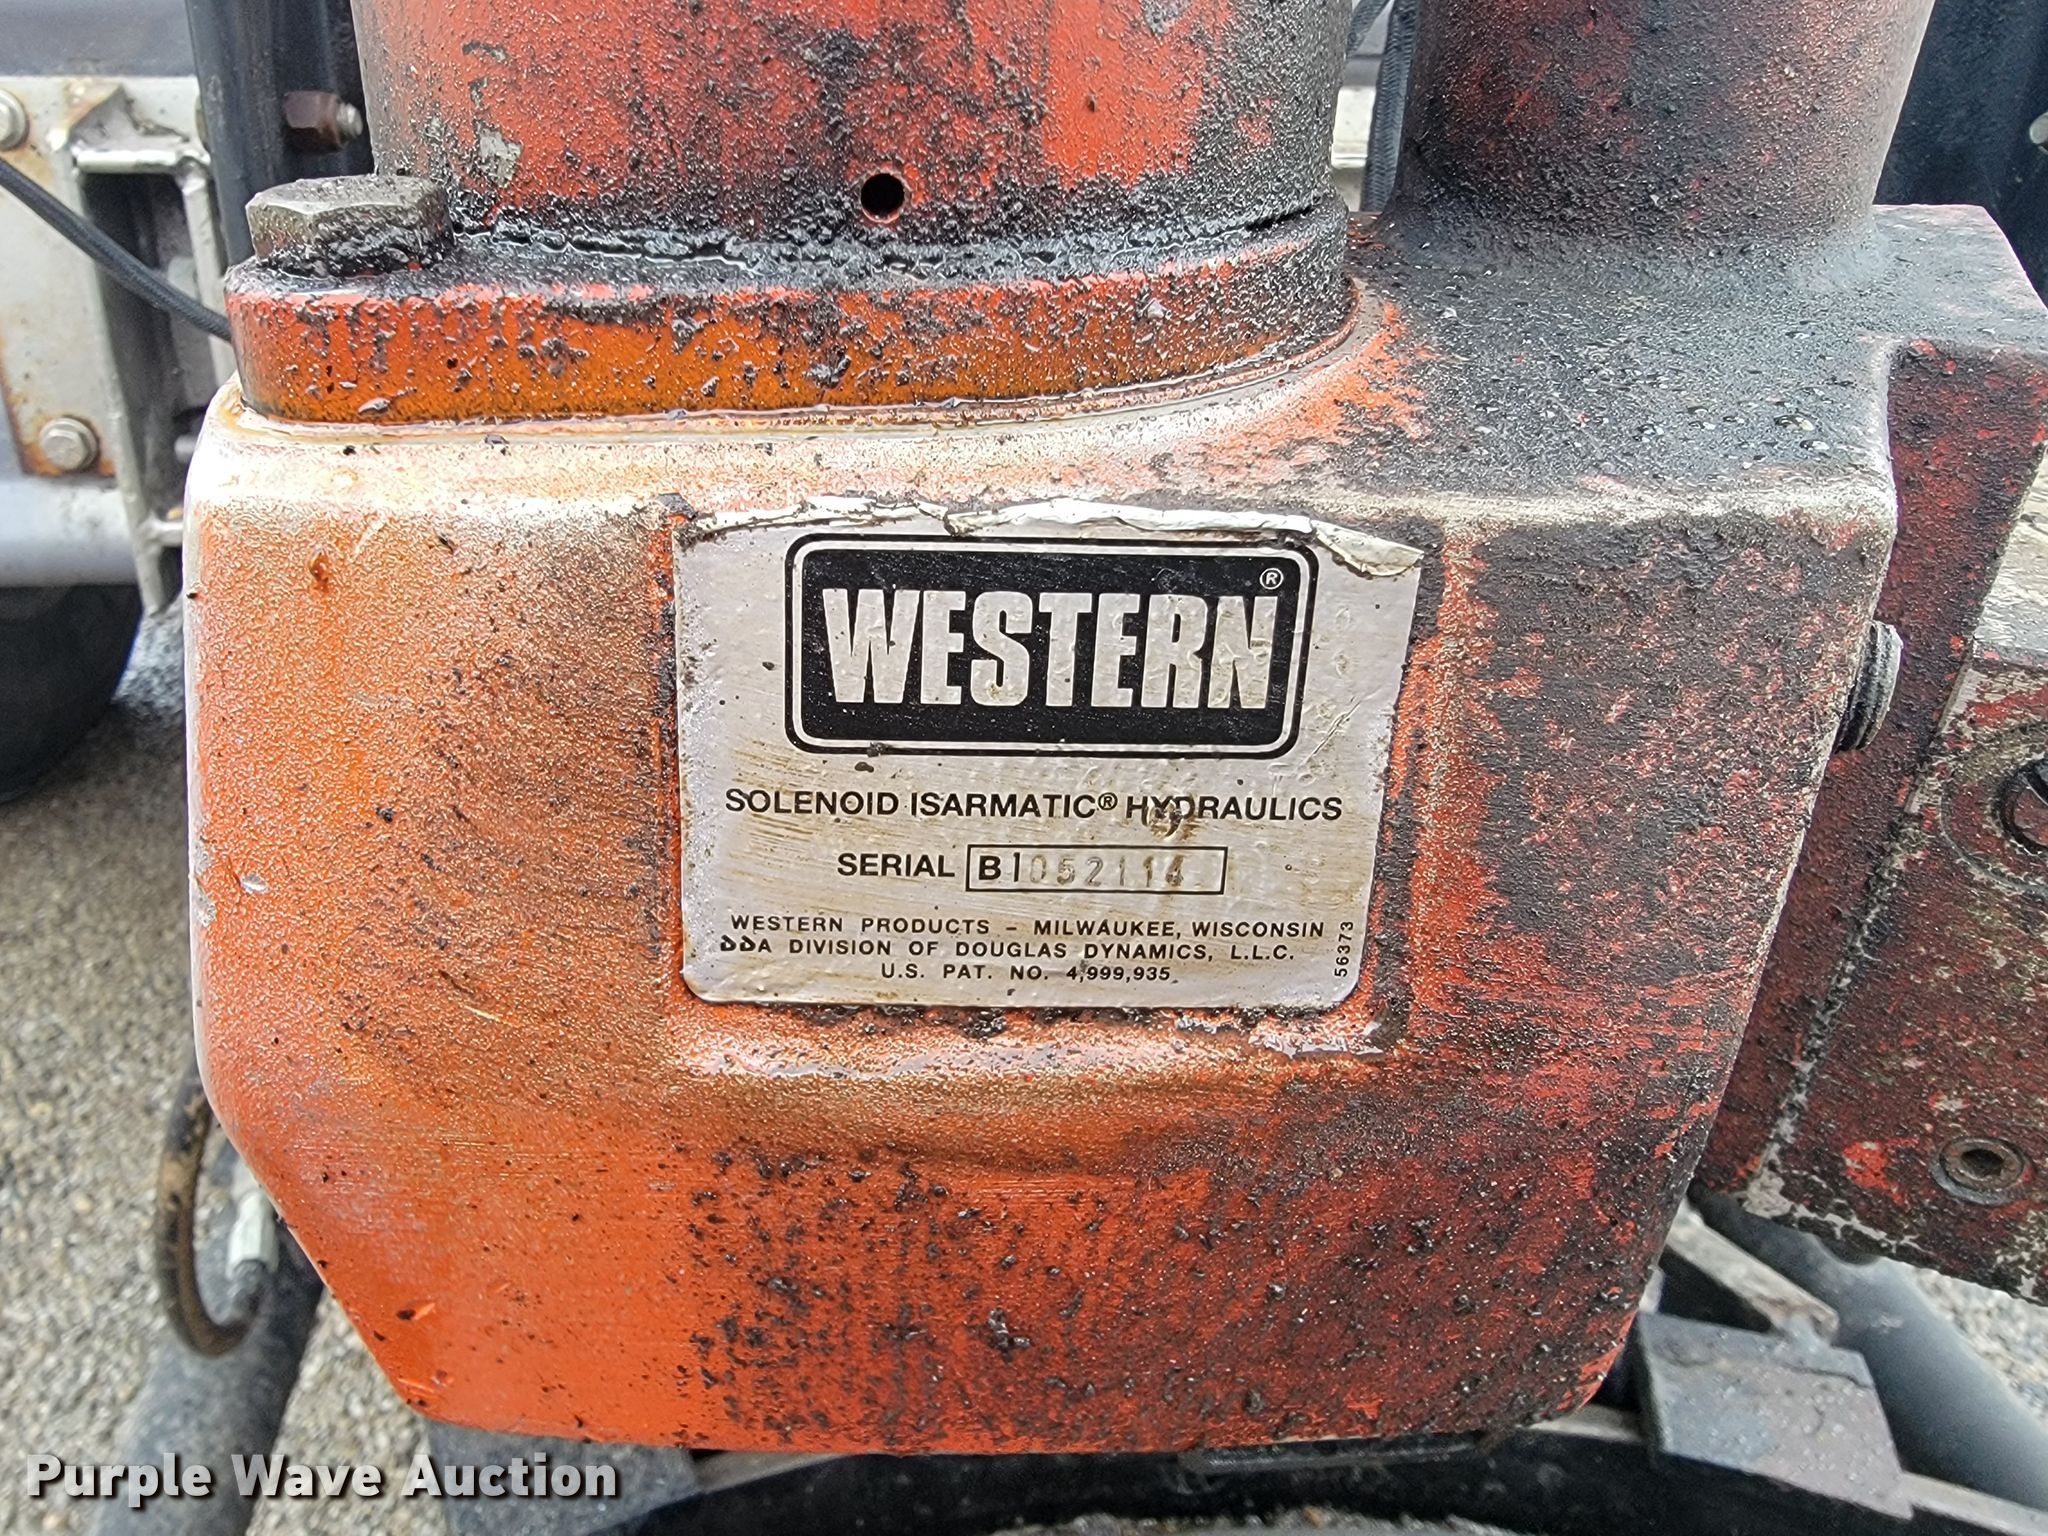 WESTERN®
SOLENOID ISARMATIC® HYDRAULICS
SERIAL B1052114
WESTERN PRODUCTS - MILWAUKEE, WISCONSIN
A DIVISION OF DOUGLAS DYNAMICS, L.L.C.
U.S. PAT. NO. 4,999,935
56373
Purple Wave Auction